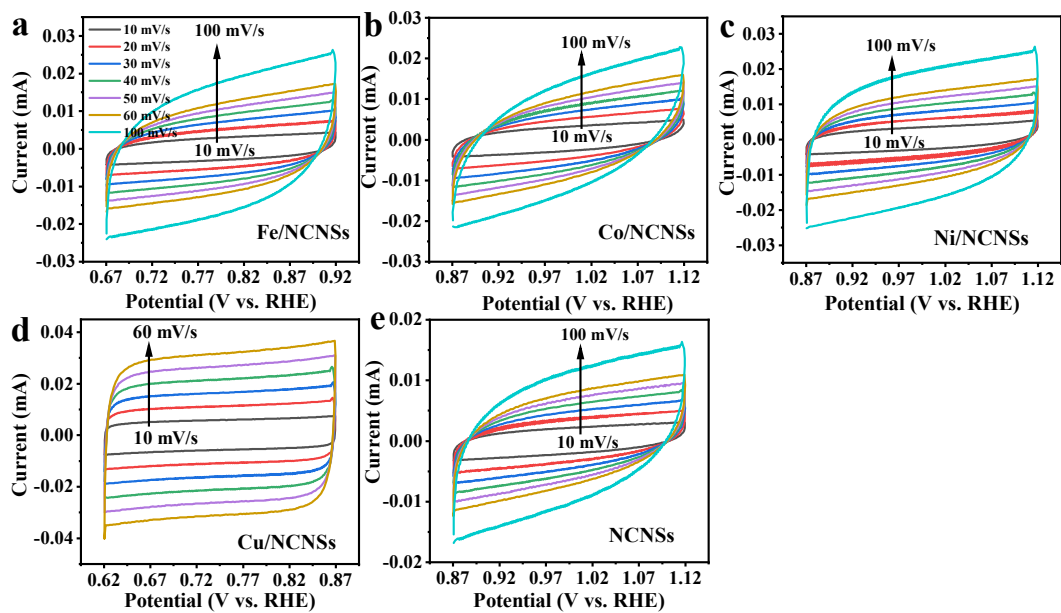 a
0.03
0.02
0.01
0.00
-0.01
-0.02
-0.03
Current (mA)
10 mV/s
20 mV/s
30 mV/s
40 mV/s
50 mV/s
60 mV/s
100 mV/s
100 mV/s
10 mV/s
Fe/NCNSs
0.67 0.72 0.77 0.82 0.87 0.92
Potential (V vs. RHE)
b
0.03
0.02
0.01
0.00
-0.01
-0.02
-0.03
Current (mA)
100 mV/s
10 mV/s
Co/NCNSs
0.87 0.92 0.97 1.02 1.07 1.12
Potential (V vs. RHE)
c
0.03
0.02
0.01
0.00
-0.01
-0.02
-0.03
Current (mA)
100 mV/s
10 mV/s
Ni/NCNSs
0.87 0.92 0.97 1.02 1.07 1.12
Potential (V vs. RHE)
d
0.04
0.02
0.00
-0.02
-0.04
Current (mA)
60 mV/s
10 mV/s
Cu/NCNSs
0.62 0.67 0.72 0.77 0.82 0.87
Potential (V vs. RHE)
e
0.02
0.01
0.00
-0.01
-0.02
Current (mA)
100 mV/s
10 mV/s
NCNSs
0.87 0.92 0.97 1.02 1.07 1.12
Potential (V vs. RHE)